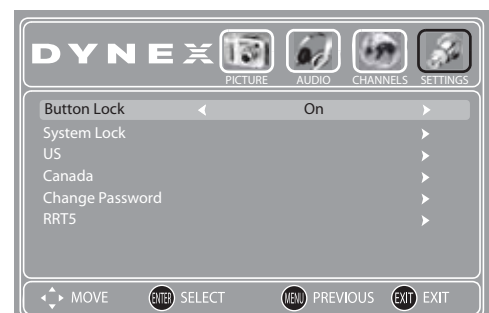 DYNEX
PICTURE AUDIO CHANNELS SETTINGS
Button Lock On
System Lock
US
Canada
Change Password
RRT5
MOVE ENTER SELECT MENU PREVIOUS EXIT EXIT